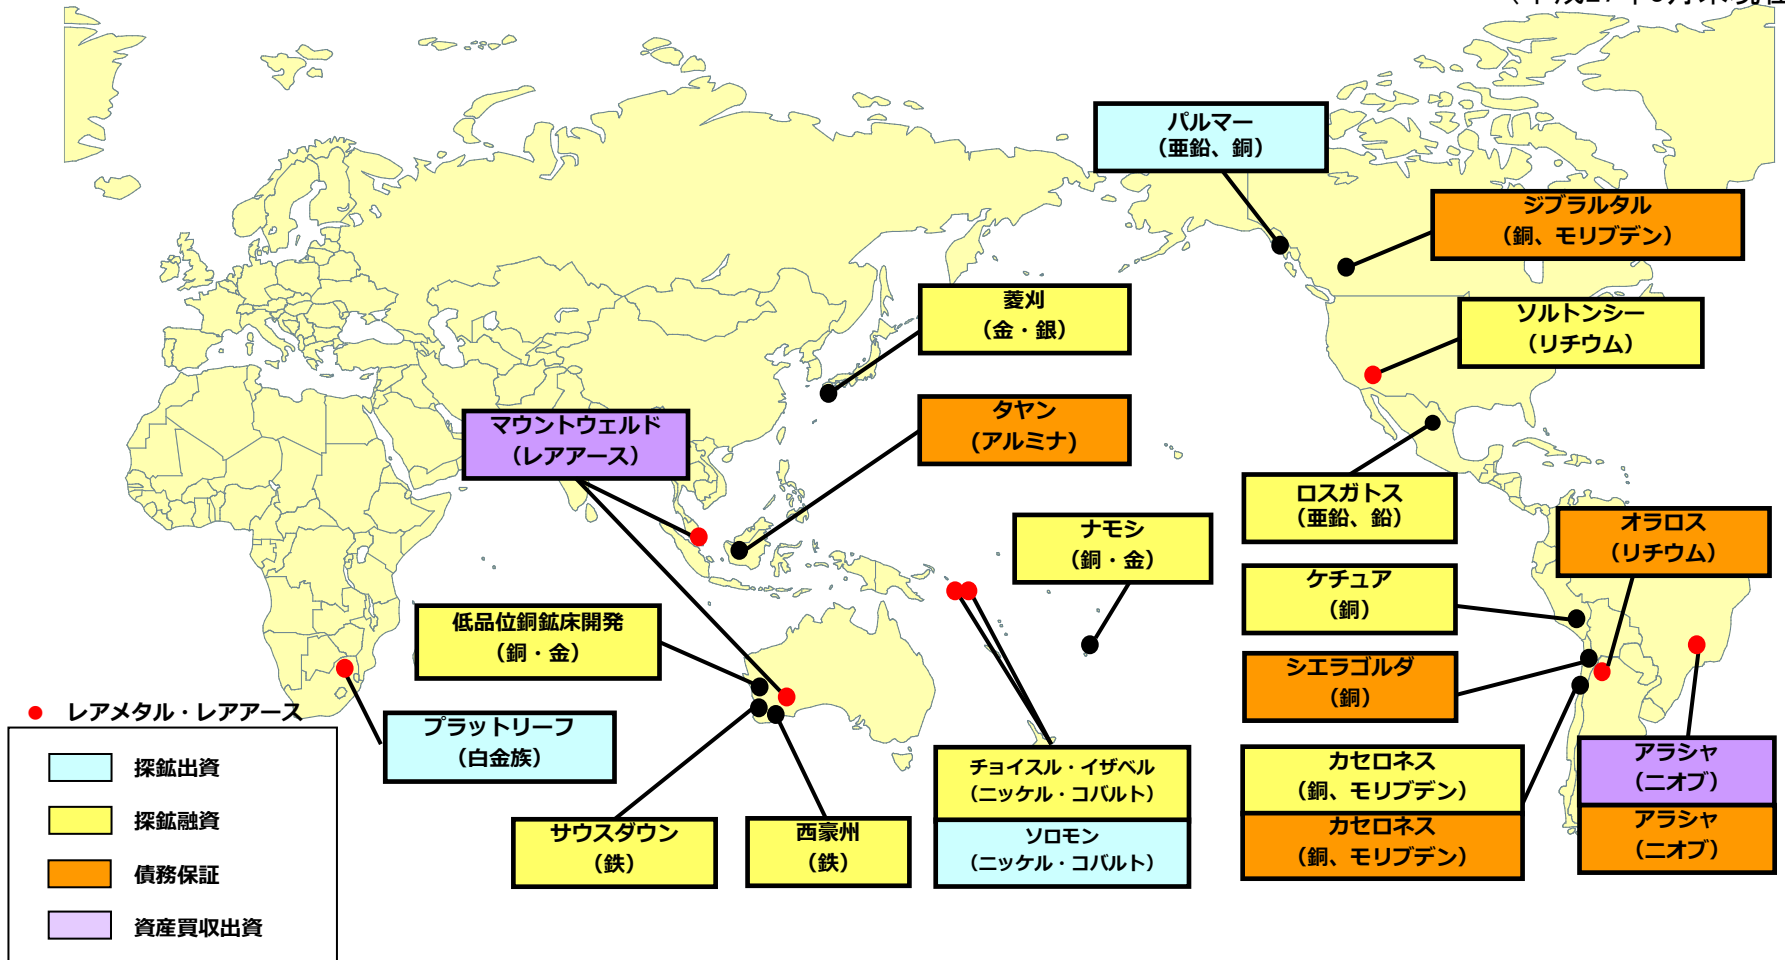 パルマー
（亜鉛、銅）
ジブラルタル
（銅、モリブデン）
菱刈
（金・銀）
ソルトンシー
（リチウム）
マウントウェルド
（レアアース）
タヤン
（アルミナ）
ロスガトス
（亜鉛、鉛）
ナモシ
（銅・金）
オラロス
（リチウム）
ケチュア
（銅）
低品位銅鉱床開発
（銅・金）
シエラゴルダ
（銅）
レアメタル・レアアース
プラットリーフ
（白金族）
探鉱出資
探鉱融資
債務保証
資産買収出資
サウスダウン
（鉄）
西豪州
（鉄）
チョイスル・イザベル
（ニッケル・コバルト）
ソロモン
（ニッケル・コバルト）
カセロネス
（銅、モリブデン）
カセロネス
（銅、モリブデン）
アラシャ
（ニオブ）
アラシャ
（ニオブ）